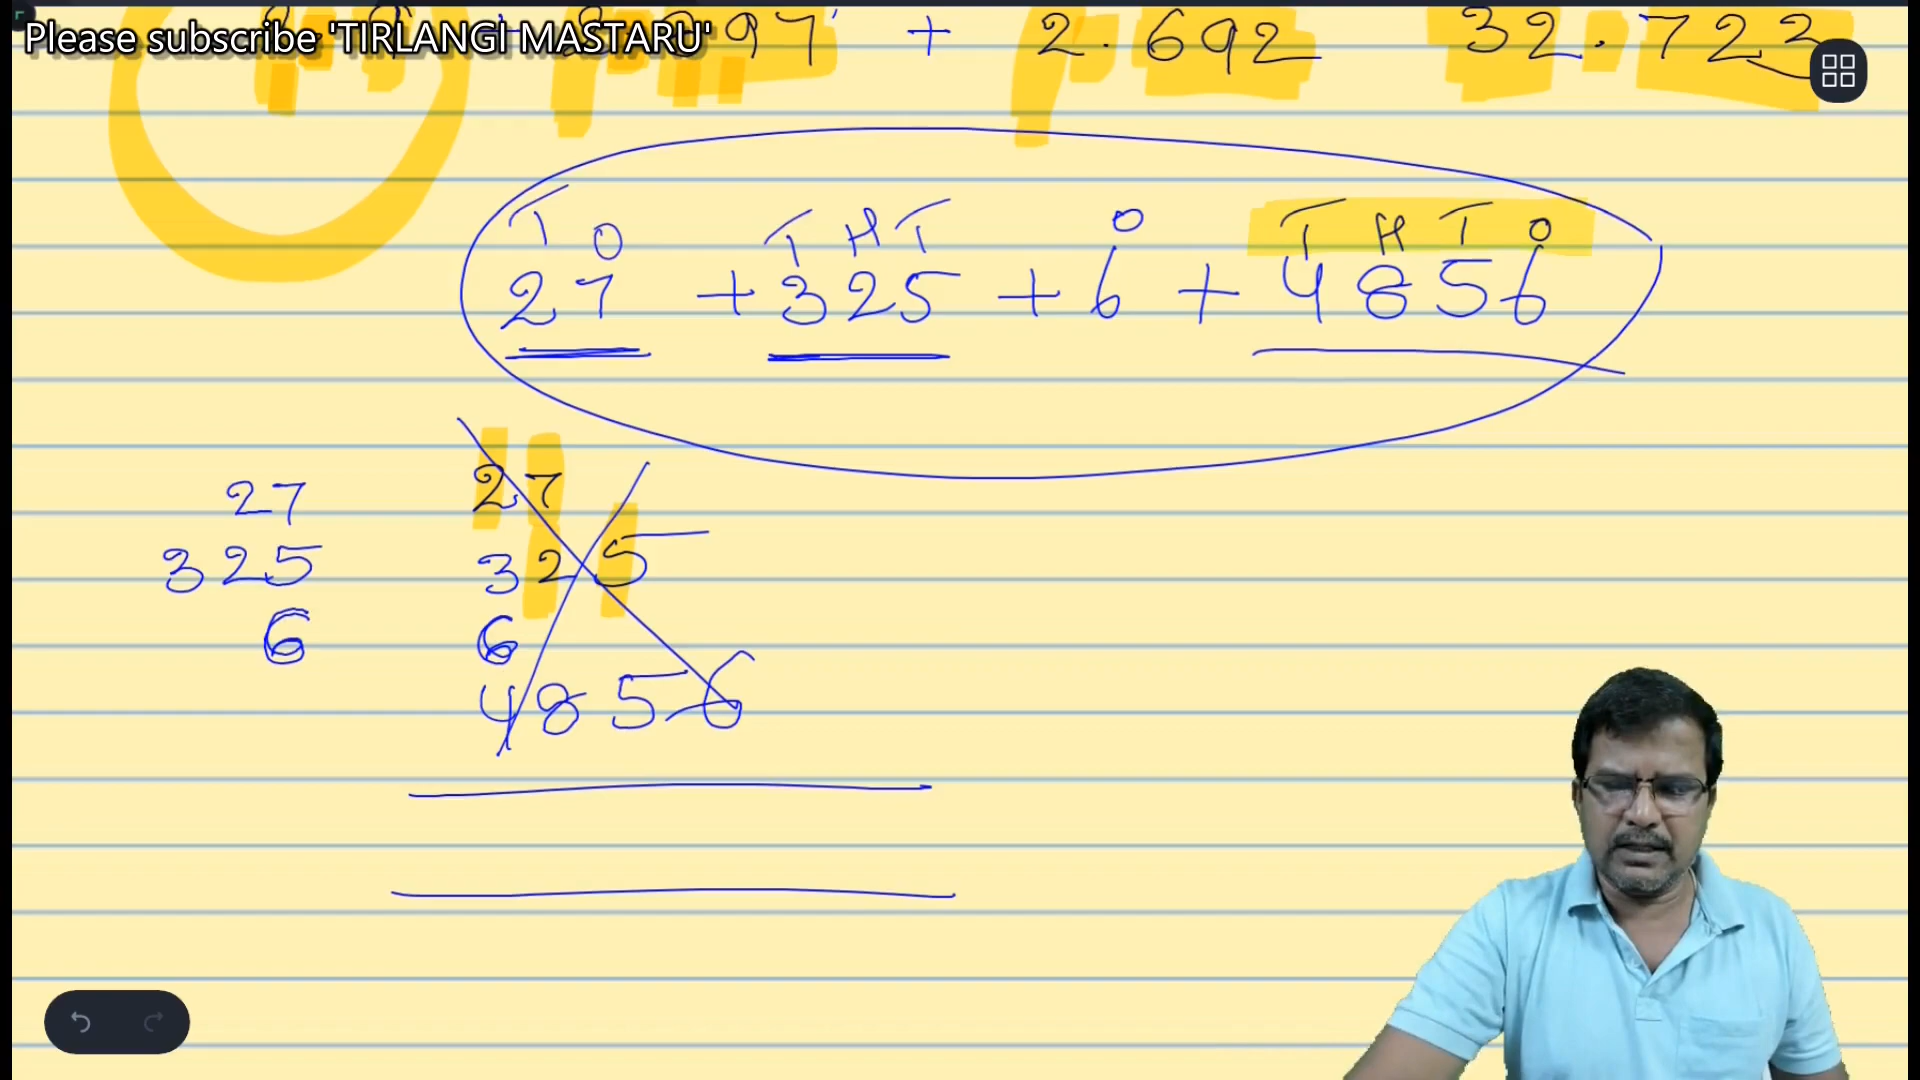 Please subscribe 'TIRLANGI MASTARU'
97 + 2.692 32.722
T O T H T O T H T O
27 + 325 + 6 + 4856
27 27
325 325
6 6
4856